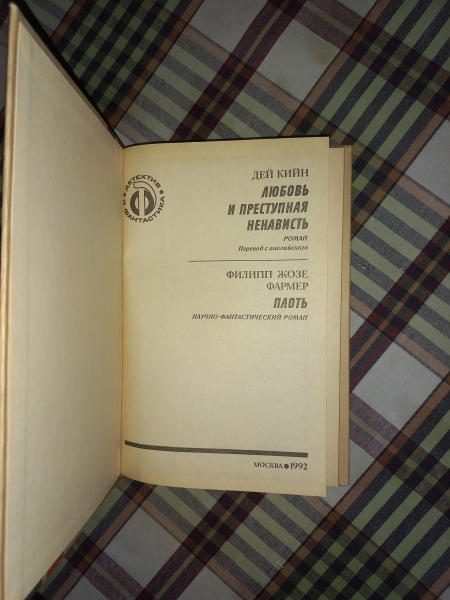 ДЕТЕКТИВ
И ФАНТАСТИКА
ДЕЙ КИЙН
ЛЮБОВЬ
И ПРЕСТУПНАЯ
НЕНАВИСТЬ
РОМАН
Перевод с английского
ФИЛИПП ЖОЗЕ
ФАРМЕР
ПЛОТЬ
НАУЧНО-ФАНТАСТИЧЕСКИЙ РОМАН
МОСКВА ● 1992